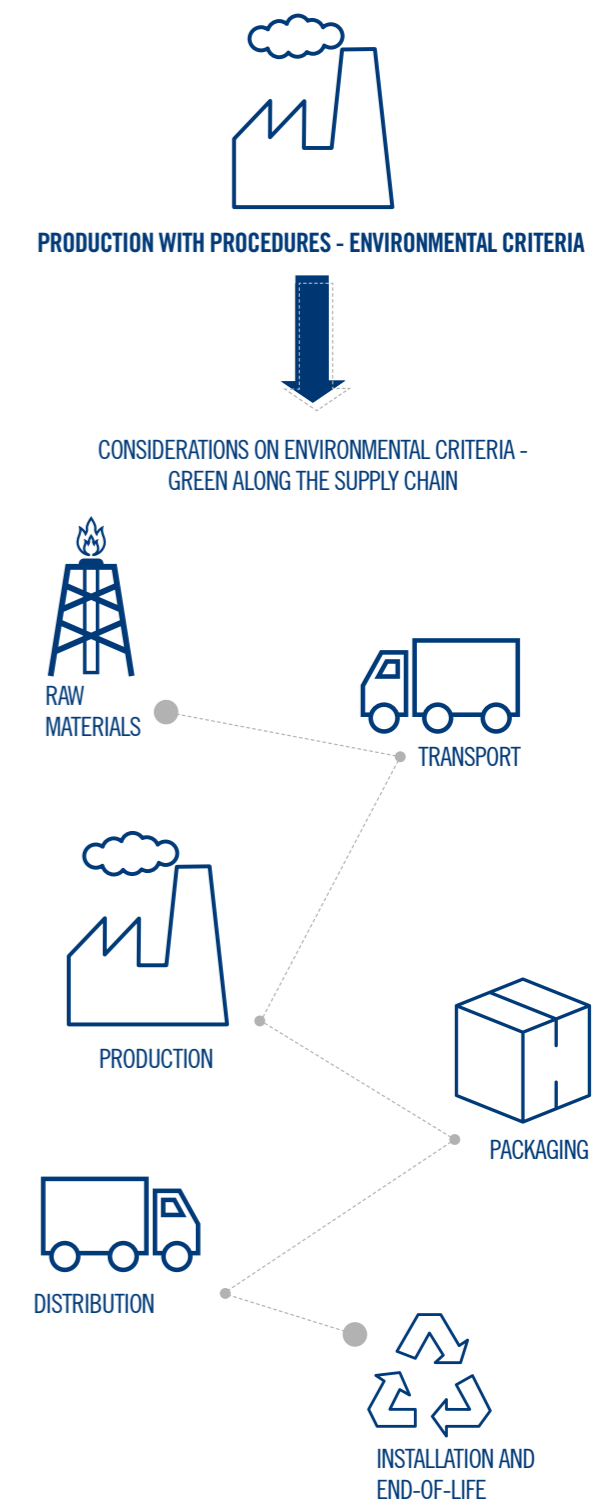 PRODUCTION WITH PROCEDURES - ENVIRONMENTAL CRITERIA
CONSIDERATIONS ON ENVIRONMENTAL CRITERIA -
GREEN ALONG THE SUPPLY CHAIN
RAW
MATERIALS
TRANSPORT
PRODUCTION
PACKAGING
DISTRIBUTION
INSTALLATION AND
END-OF-LIFE